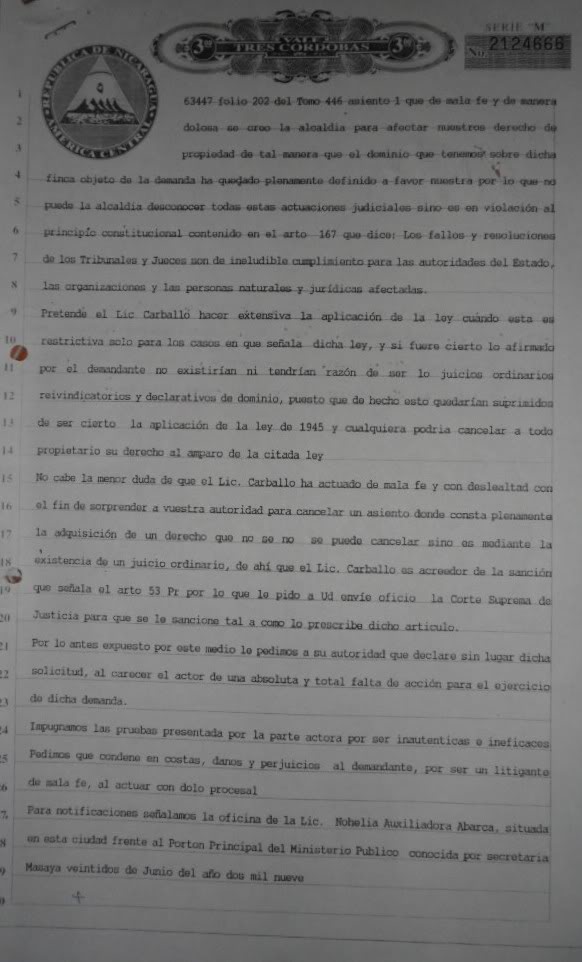 SERIE "M"
VALE
3.00 TRES CORDOBAS 3.00
No. 2124666
REPUBLICA DE NICARAGUA
AMERICA CENTRAL
1 63447 folio 202 del Tomo 446 asiento 1 que de mala fe y de manera
2 dolosa se creo la alcaldia para afectar nuestros derecho de
3 propiedad de tal manera que el dominio que tenemos sobre dicha
4 finca objeto de la demanda ha quedado plenamente definido a favor nuestra por lo que no
5 puede la alcaldia desconocer todas estas actuaciones judiciales sino es en violación al
6 principio constitucional contenido en el arto 167 que dice: Los fallos y resoluciones
7 de los Tribunales y Jueces son de ineludible cumplimiento para las autoridades del Estado,
8 las organizaciones y las personas naturales y jurídicas afectadas.
9 Pretende el Lic Carballo hacer extensiva la aplicación de la ley cuándo esta es
10 restrictiva solo para los casos en que señala dicha ley, y si fuere cierto lo afirmado
11 por el demandante no existirían ni tendrían razón de ser lo juicios ordinarios
12 reivindicatorios y declarativos de dominio, puesto que de hecho esto quedarían suprimidos
13 de ser cierto la aplicación de la ley de 1945 y cualquiera podria cancelar a todo
14 propietario su derecho al amparo de la citada ley
15 No cabe la menor duda de que el Lic. Carballo ha actuado de mala fe y con deslealtad con
16 el fin de sorprender a vuestra autoridad para cancelar un asiento donde consta plenamente
17 la adquisición de un derecho que no se no se puede cancelar sino es mediante la
18 existencia de un juicio ordinario, de ahí que el Lic. Carballo es acreedor de la sanción
19 que señala el arto 53 Pr por lo que le pido a Ud envíe oficio la Corte Suprema de
20 Justicia para que se le sancione tal a como lo prescribe dicho articulo.
21 Por lo antes expuesto por este medio le pedimos a su autoridad que declare sin lugar dicha
22 solicitud, al carecer el actor de una absoluta y total falta de acción para el ejercicio
23 de dicha demanda.
24 Impugnamos las pruebas presentada por la parte actora por ser inautenticas e ineficaces
25 Pedimos que condene en costas, danos y perjuicios al demandante, por ser un litigante
6 de mala fe, al actuar con dolo procesal
7 Para notificaciones señalamos la oficina de la Lic. Nohelia Auxiliadora Abarca, situada
8 en esta ciudad frente al Porton Principal del Ministerio Publico conocida por secretaria
9 Masaya veintidos de Junio del año dos mil nueve